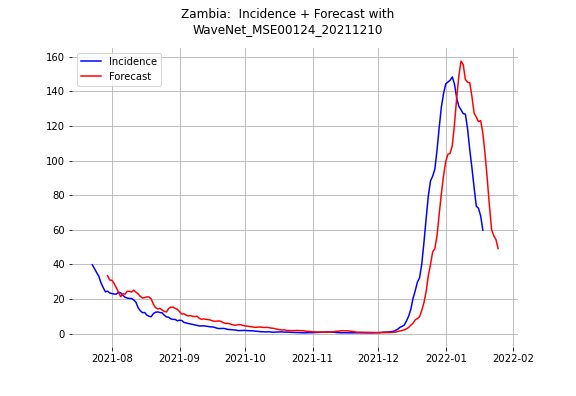 Zambia:  Incidence + Forecast with
WaveNet_MSE00124_20211210
Incidence
Forecast
160
140
120
100
80
60
40
20
0
2021-08 2021-09 2021-10 2021-11 2021-12 2022-01 2022-02